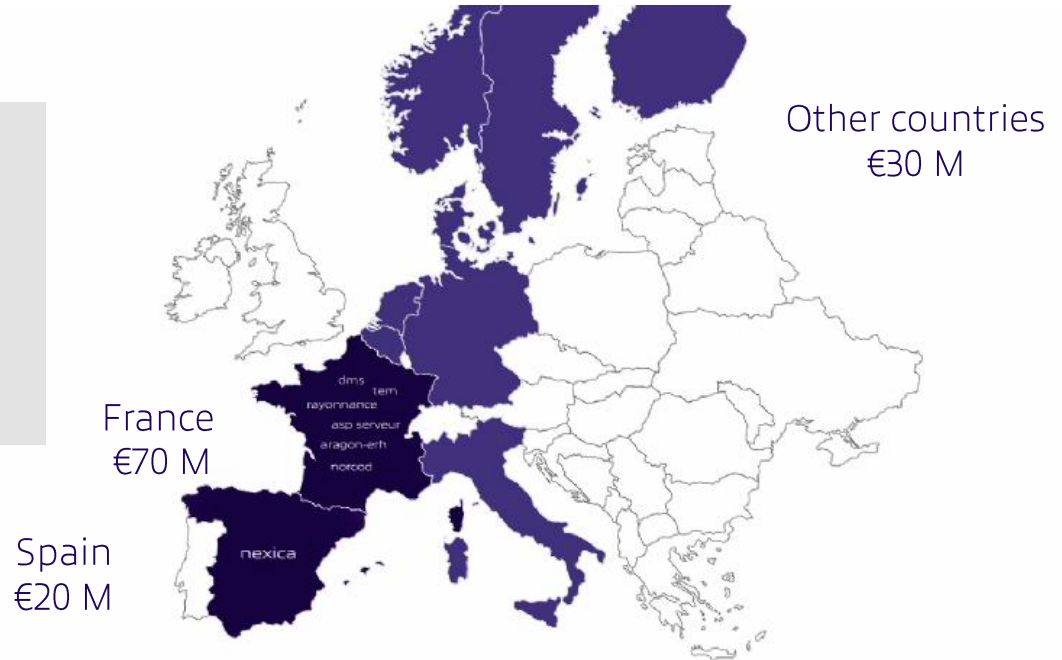 Other countries
€30 M
dms
tem
rayonnance
asp serveur
aragon-erh
norcod
France
€70 M
nexica
Spain
€20 M